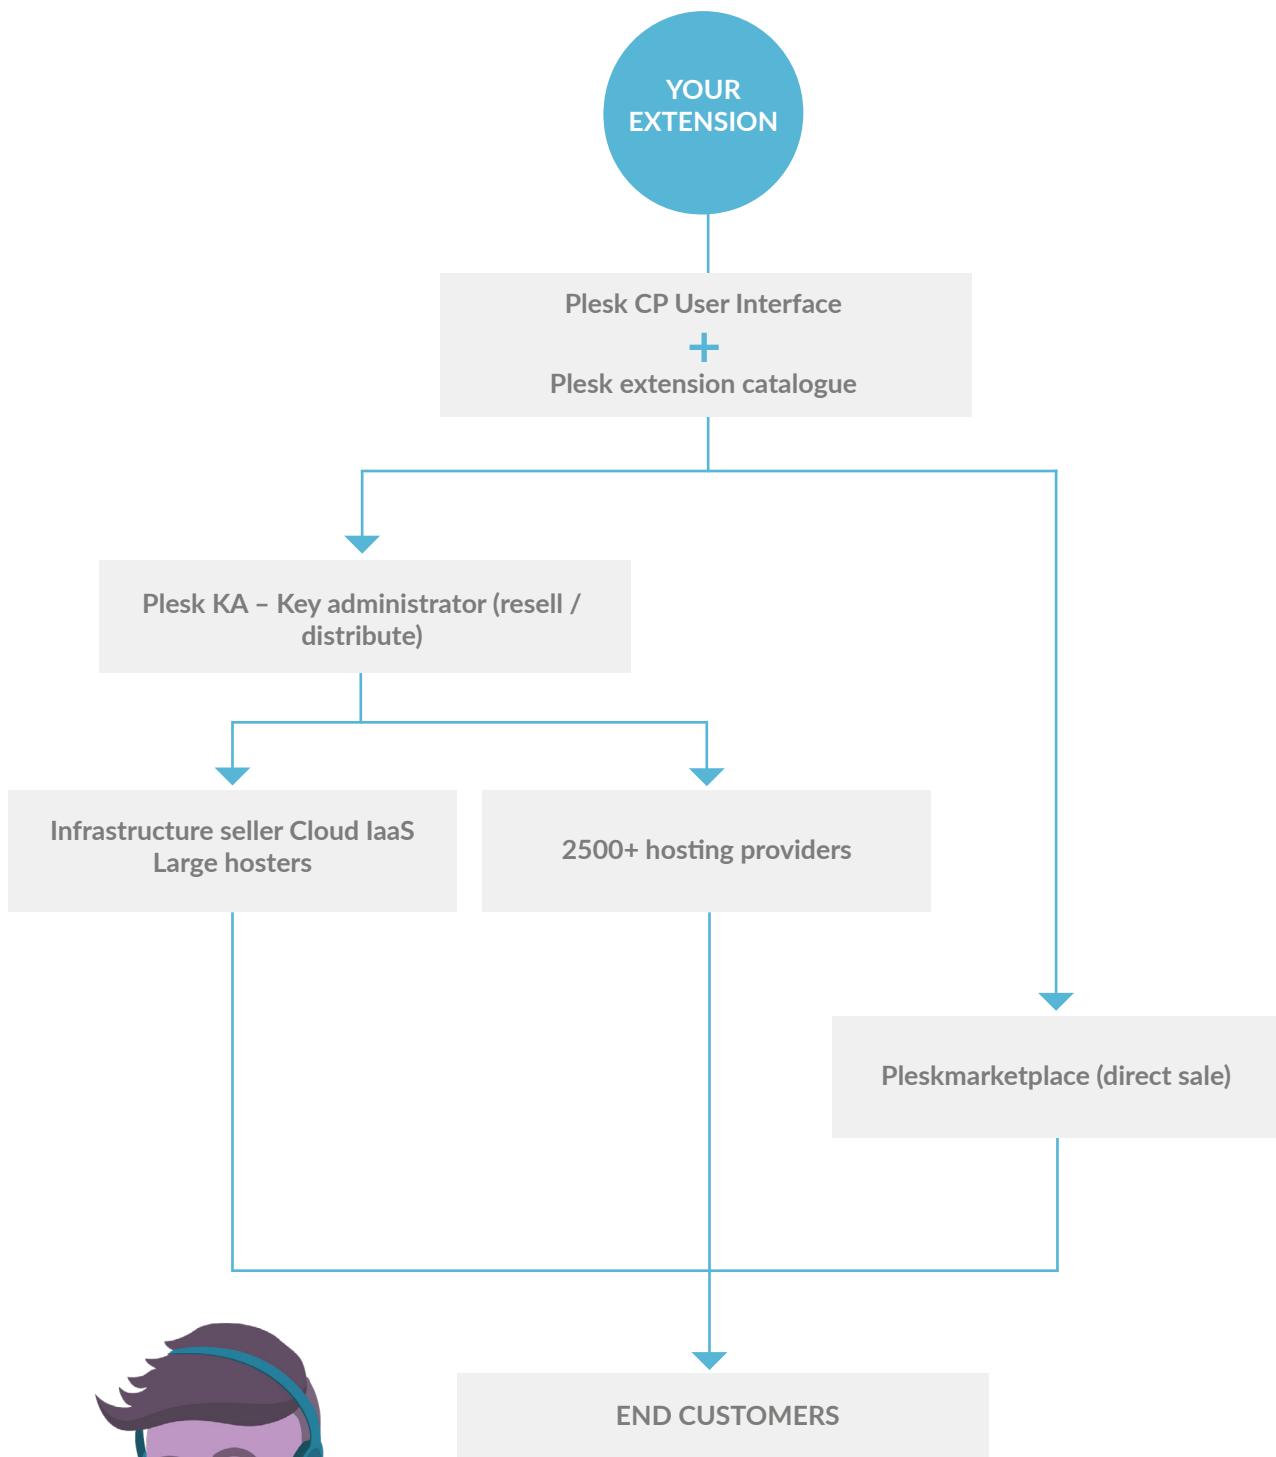 YOUR
EXTENSION
Plesk CP User Interface
+
Plesk extension catalogue
Plesk KA – Key administrator (resell /
distribute)
Infrastructure seller Cloud IaaS
Large hosters
2500+ hosting providers
Pleskmarketplace (direct sale)
END CUSTOMERS